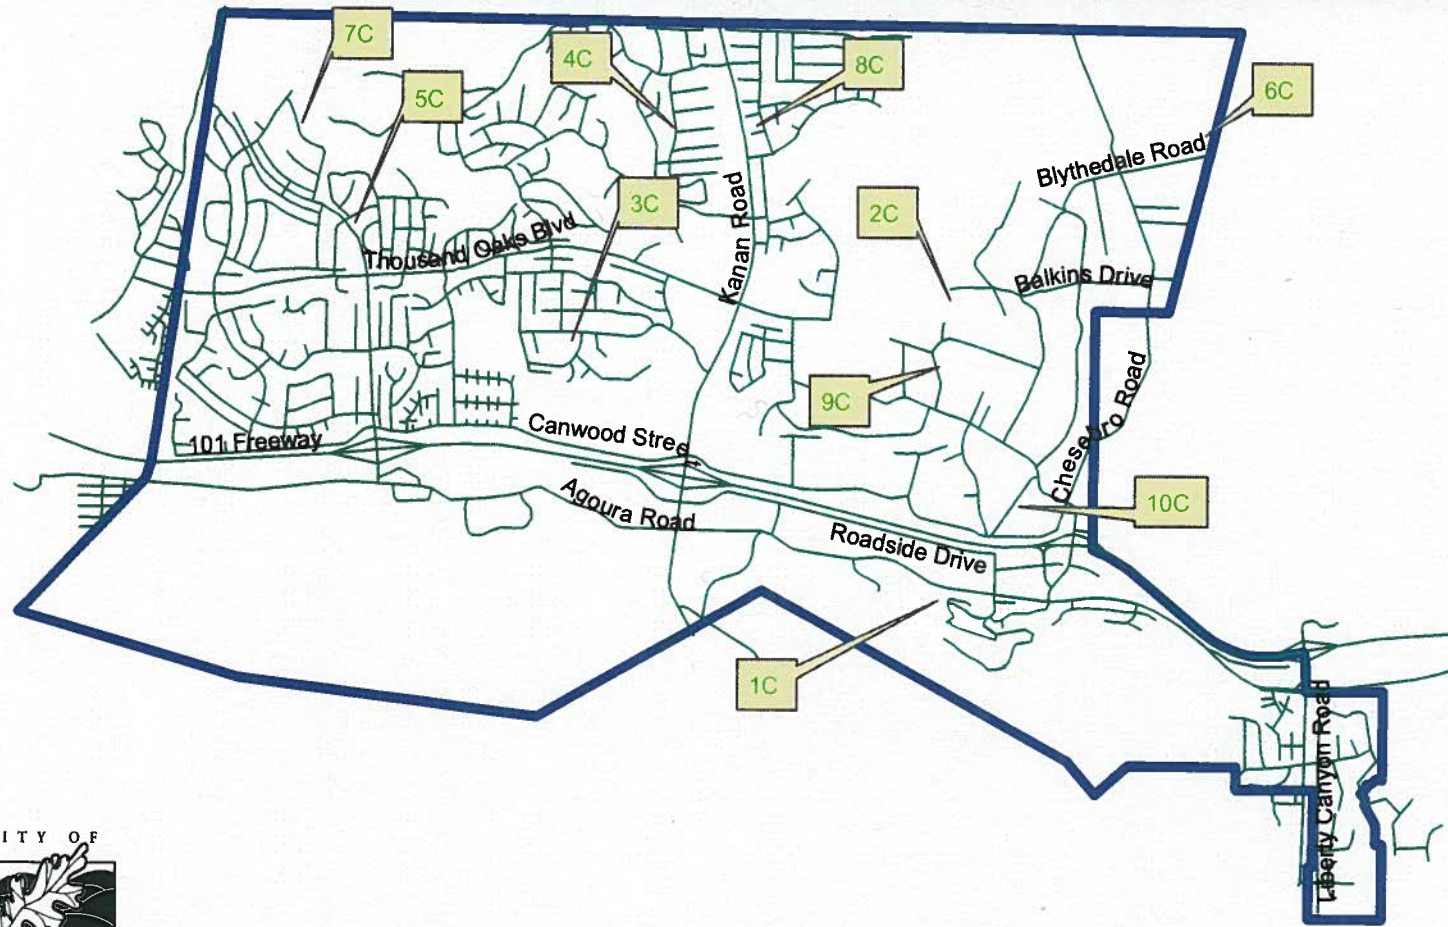 7C
4C
8C
5C
6C
Blythedale Road
3C
2C
Kanan Road
Thousand Oaks Blvd
Balkins Drive
9C
Chesebro Road
101 Freeway
Canwood Street
Agoura Road
10C
Roadside Drive
1C
Liberty Canyon Road
ITY OF